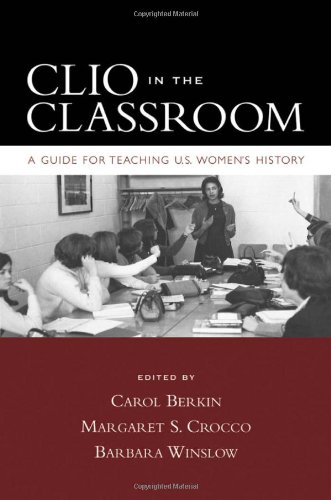 CLIO IN THE
CLASSROOM
A GUIDE FOR TEACHING U.S. WOMEN'S HISTORY
EDITED BY
CAROL BERKIN
MARGARET S. CROCCO
BARBARA WINSLOW